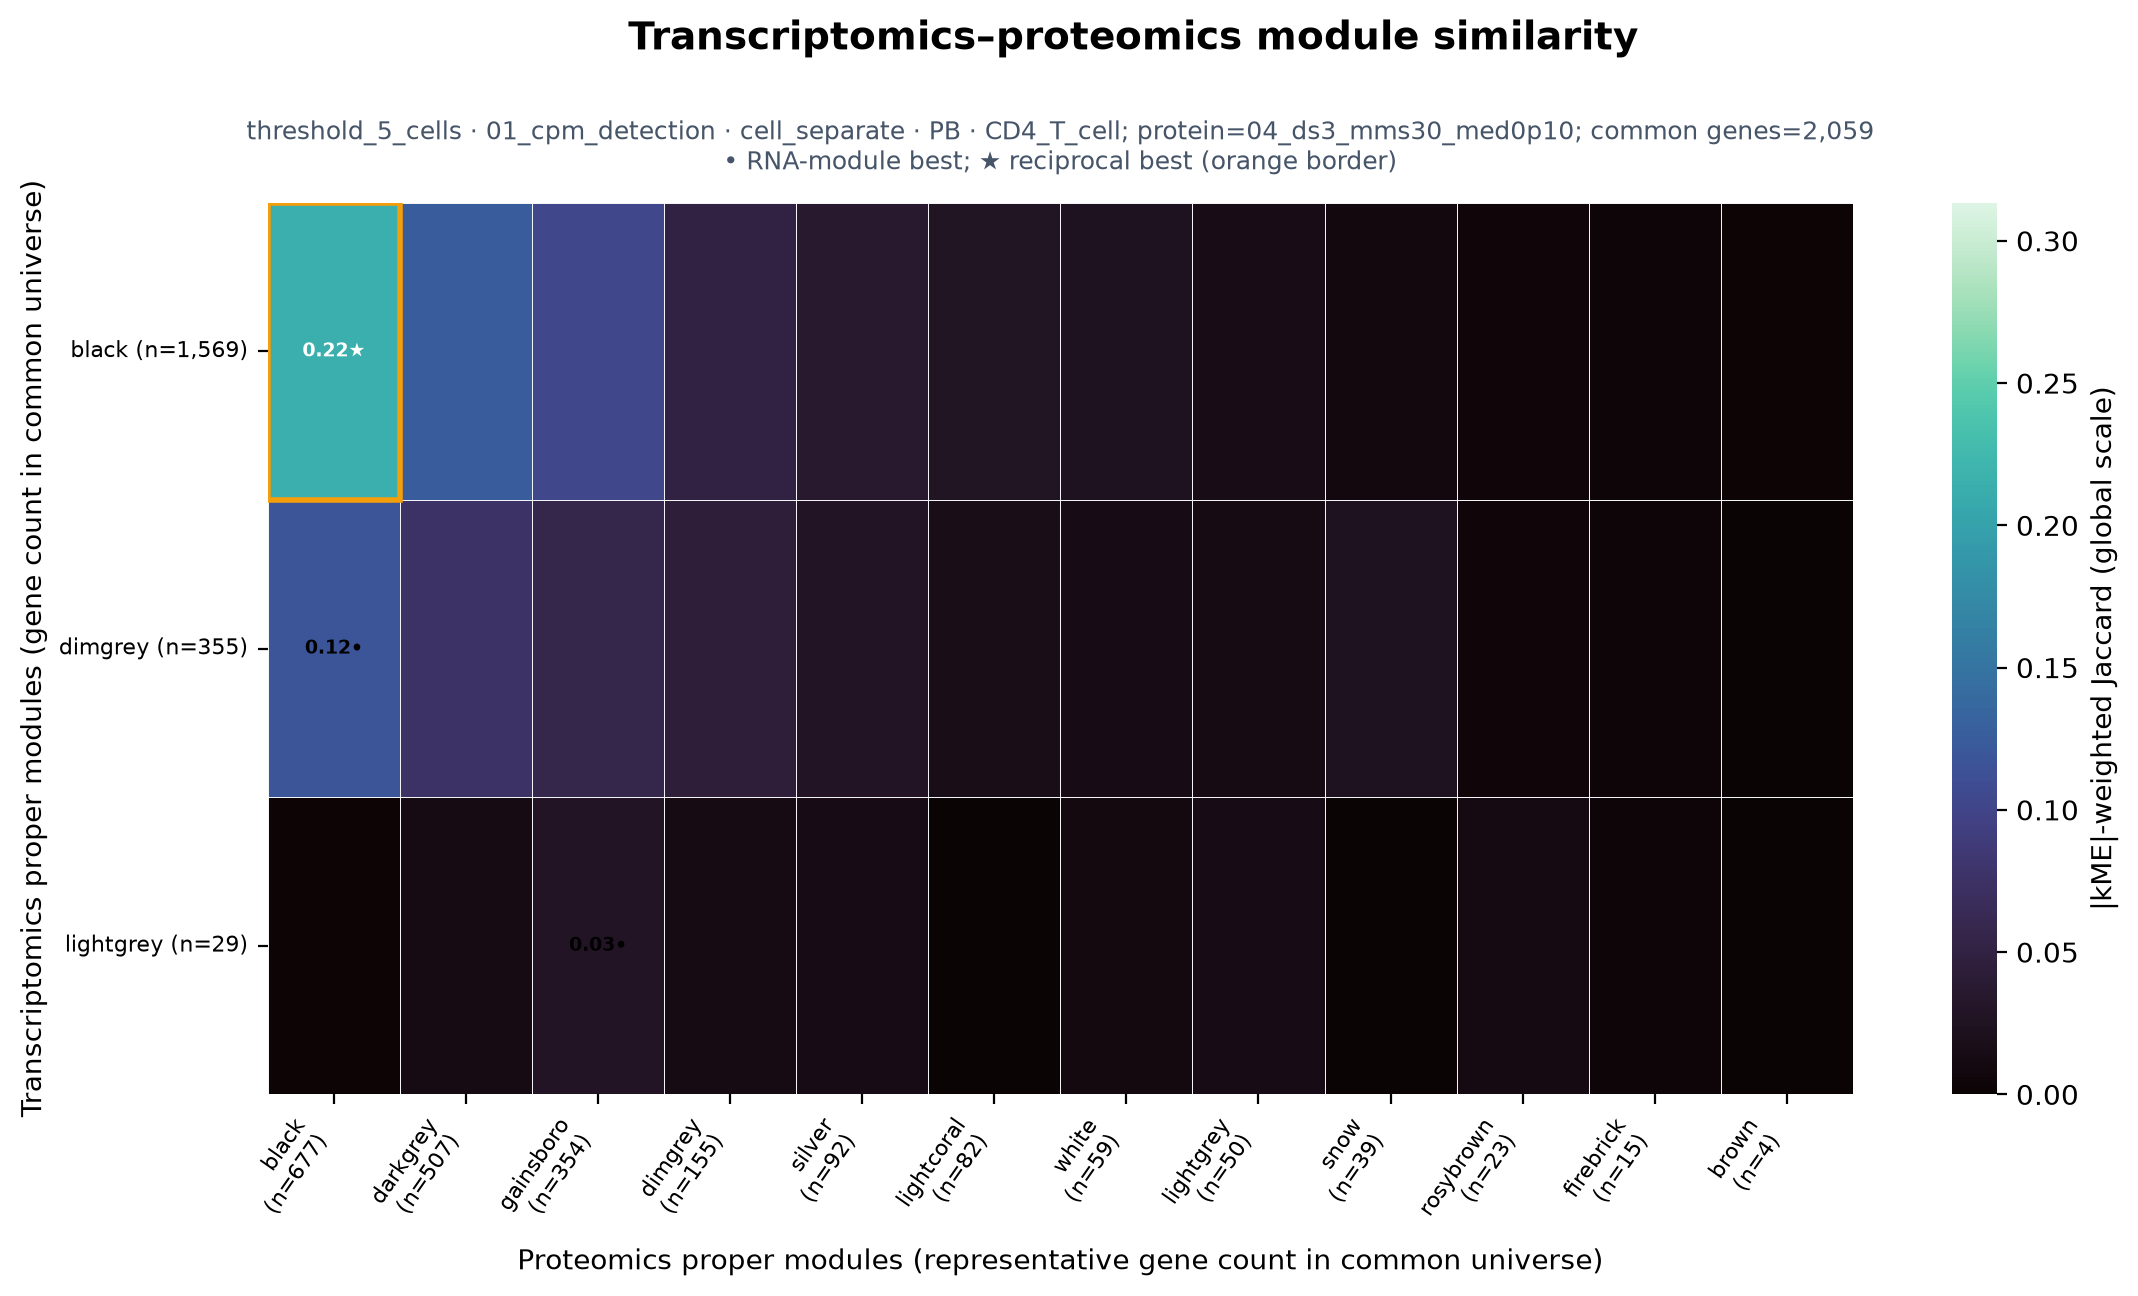 Transcriptomics–proteomics module similarity
threshold_5_cells · 01_cpm_detection · cell_separate · PB · CD4_T_cell; protein=04_ds3_mms30_med0p10; common genes=2,059
• RNA-module best; ★ reciprocal best (orange border)
Transcriptomics proper modules (gene count in common universe)
black (n=1,569)
dimgrey (n=355)
lightgrey (n=29)
0.22★
0.12•
0.03•
black
(n=677)
darkgrey
(n=507)
gainsboro
(n=354)
dimgrey
(n=155)
silver
(n=92)
lightcoral
(n=82)
white
(n=59)
lightgrey
(n=50)
snow
(n=39)
rosybrown
(n=23)
firebrick
(n=15)
brown
(n=4)
Proteomics proper modules (representative gene count in common universe)
0.30
0.25
0.20
0.15
0.10
0.05
0.00
|kME|-weighted Jaccard (global scale)